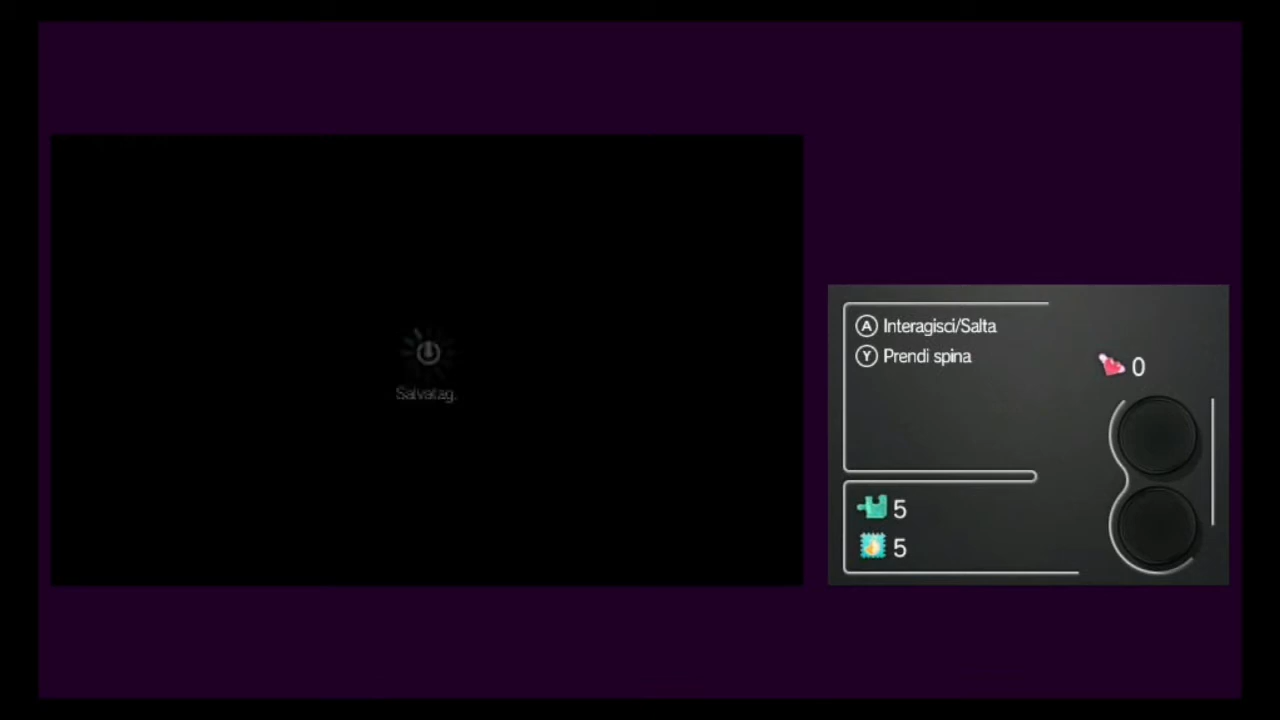 Salvatag.
A Interagisci/Salta
Y Prendi spina
0
5
5